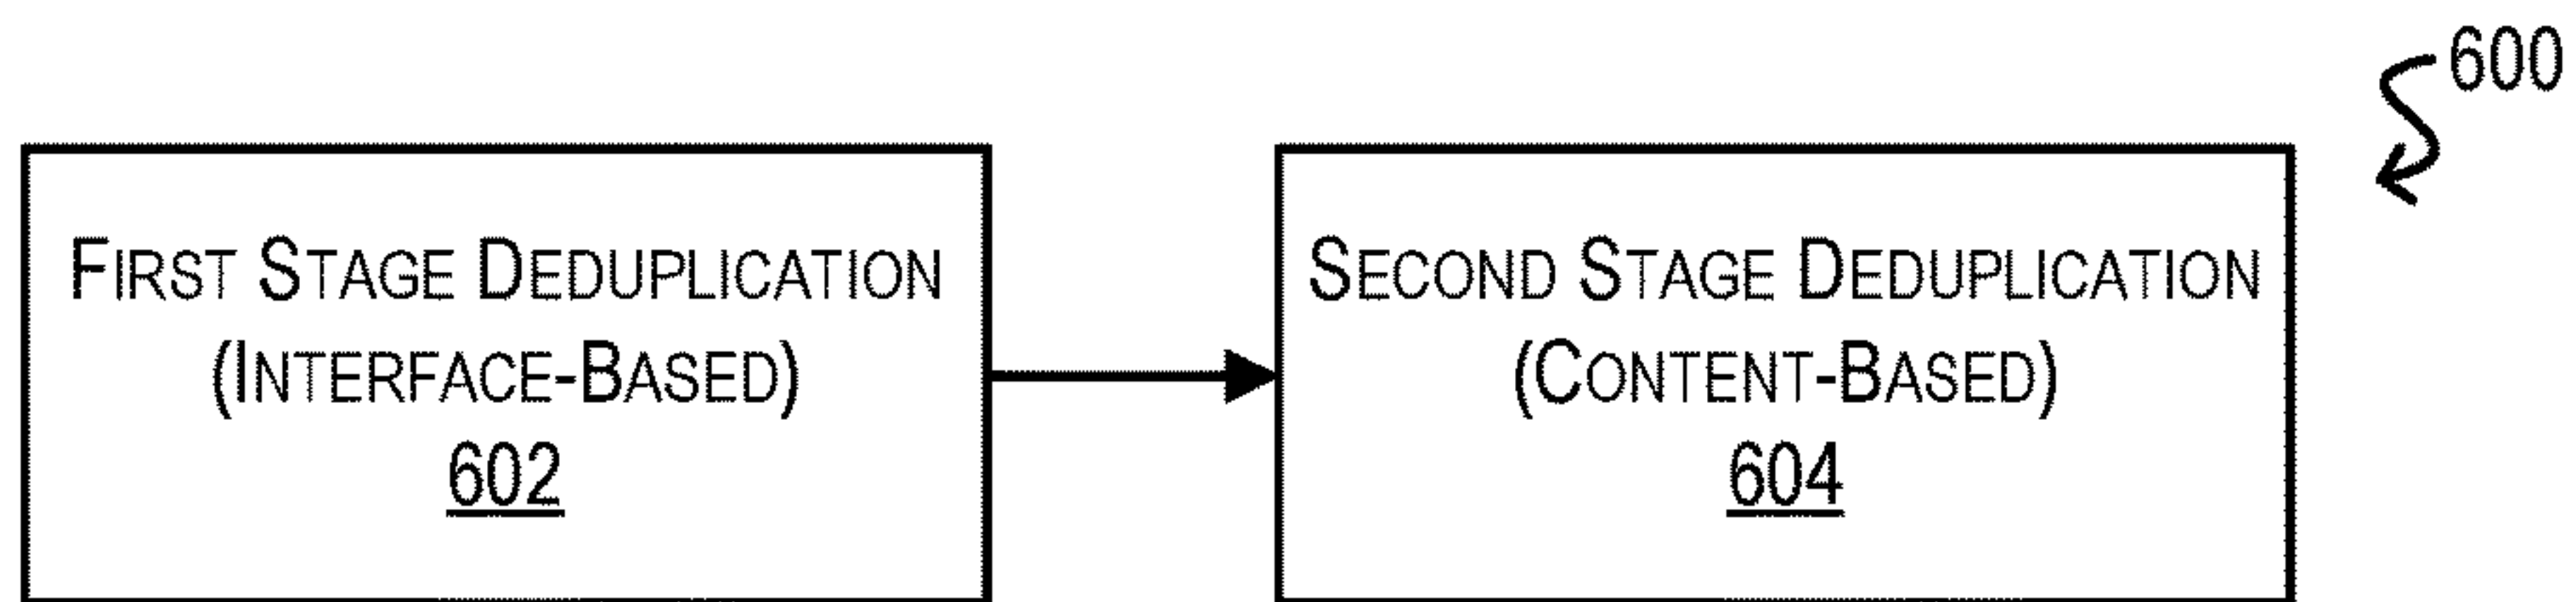 600
FIRST STAGE DEDUPLICATION
(INTERFACE-BASED)
602
SECOND STAGE DEDUPLICATION
(CONTENT-BASED)
604